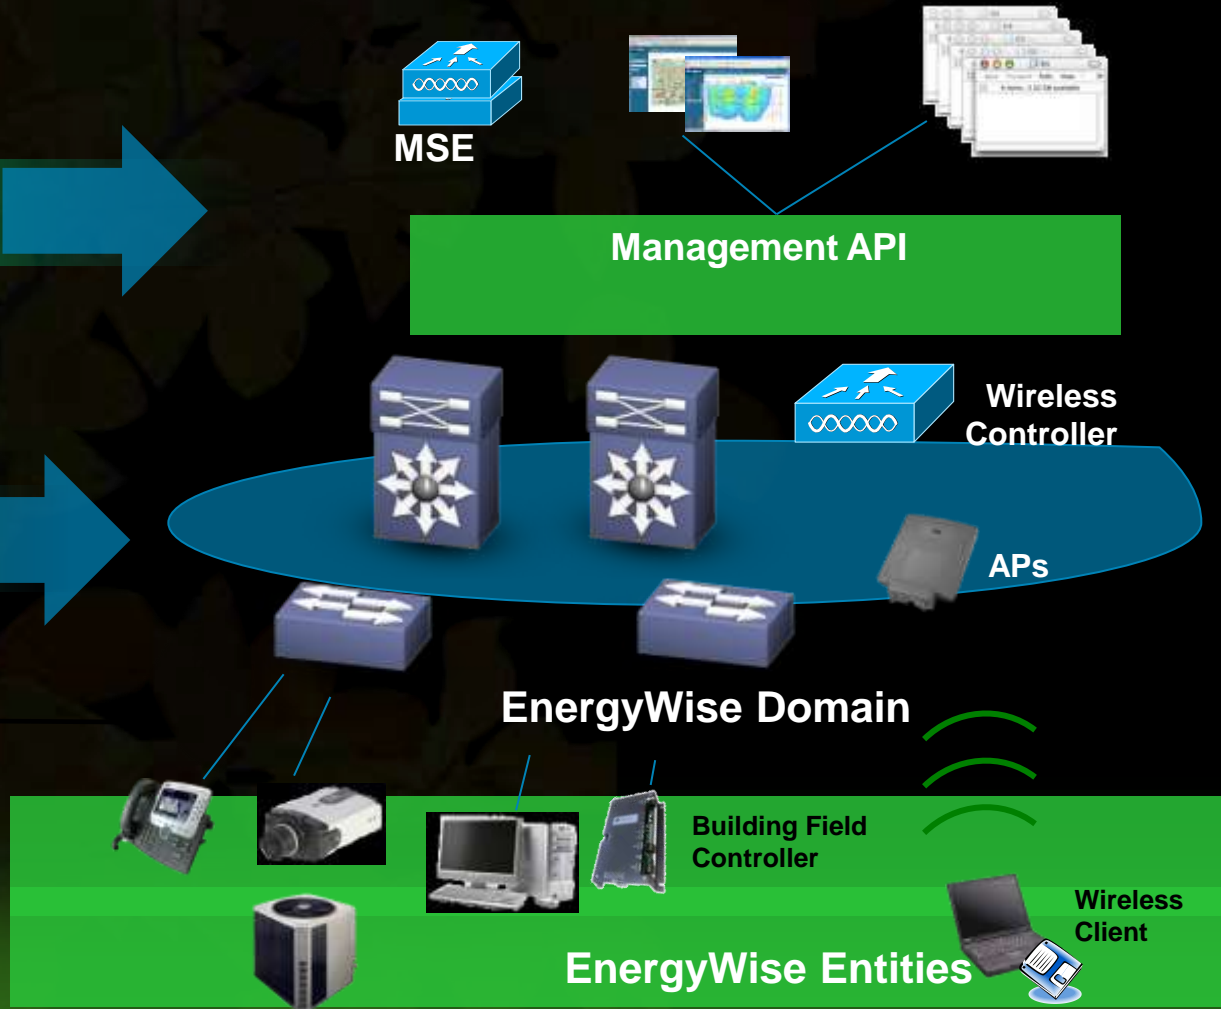 MSE
Management API
Wireless
Controller
APs
EnergyWise Domain
Building Field
Controller
Wireless
Client
EnergyWise Entities